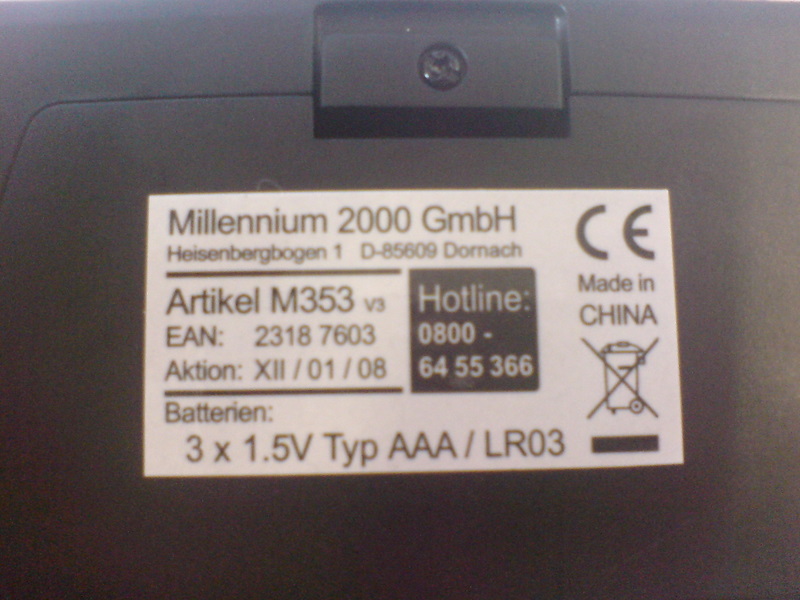 Millennium 2000 GmbH
Heisenbergbogen 1 D-85609 Dornach
Artikel M353 V3
EAN: 2318 7603
Aktion: XII / 01 / 08
Hotline:
0800 -
64 55 366
Batterien:
3 x 1.5V Typ AAA / LR03
CE
Made in
CHINA